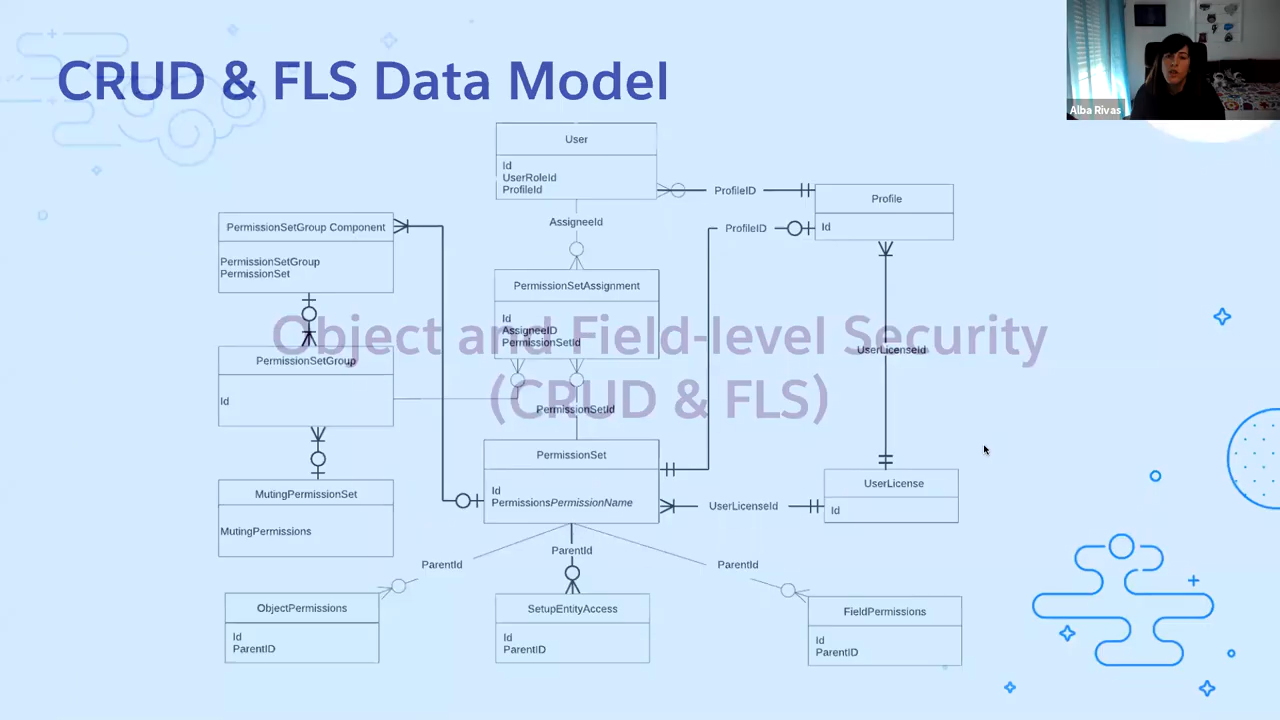 CRUD & FLS Data Model
Alba Rivas
User
Id
UserRoleId
ProfileId
ProfileID
Profile
Id
ProfileID
AssigneeId
PermissionSetGroup Component
PermissionSetGroup
PermissionSet
PermissionSetAssignment
Id
AssigneeID
PermissionSetId
Object and Field-level Security
(CRUD & FLS)
UserLicenseId
PermissionSetGroup
Id
PermissionSetId
PermissionSet
Id
PermissionsPermissionName
UserLicenseId
UserLicense
Id
MutingPermissionSet
MutingPermissions
ParentId
ParentId
ParentId
ObjectPermissions
Id
ParentID
SetupEntityAccess
Id
ParentID
FieldPermissions
Id
ParentID